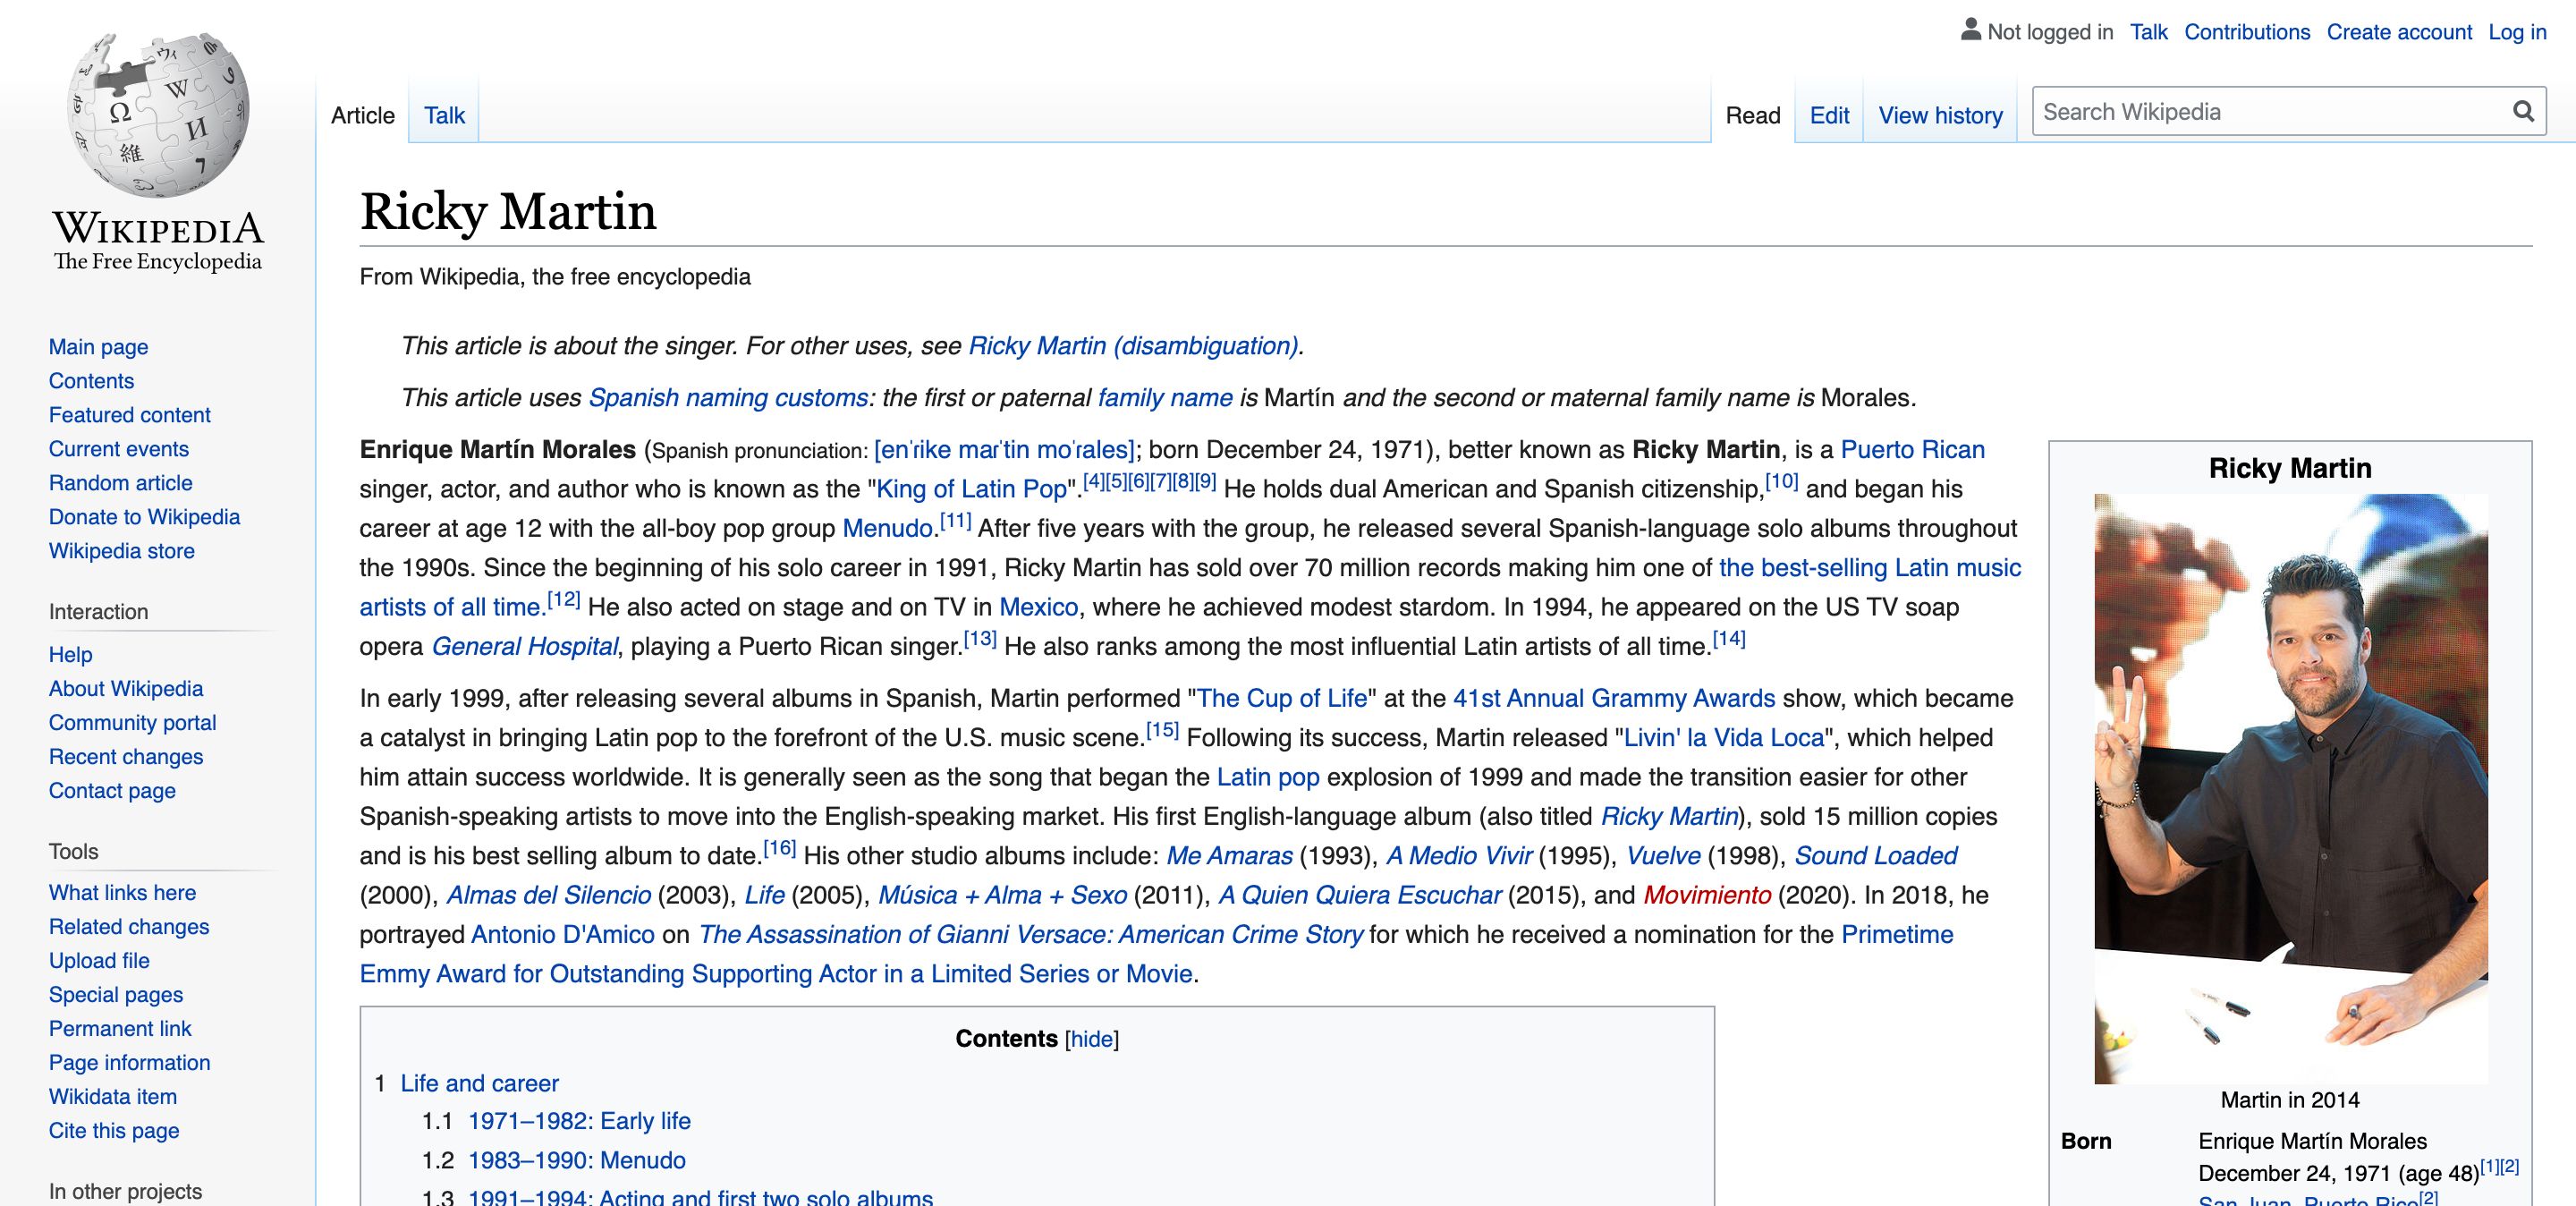 Not logged in Talk Contributions Create account Log in
Article Talk Read Edit View history Search Wikipedia
WIKIPEDIA
The Free Encyclopedia
Main page
Contents
Featured content
Current events
Random article
Donate to Wikipedia
Wikipedia store
Interaction
Help
About Wikipedia
Community portal
Recent changes
Contact page
Tools
What links here
Related changes
Upload file
Special pages
Permanent link
Page information
Wikidata item
Cite this page
In other projects
Ricky Martin
From Wikipedia, the free encyclopedia
This article is about the singer. For other uses, see Ricky Martin (disambiguation).
This article uses Spanish naming customs: the first or paternal family name is Martín and the second or maternal family name is Morales.
Enrique Martín Morales (Spanish pronunciation: [enˈrike marˈtin moˈrales]; born December 24, 1971), better known as Ricky Martin, is a Puerto Rican
singer, actor, and author who is known as the "King of Latin Pop".[4][5][6][7][8][9] He holds dual American and Spanish citizenship,[10] and began his
career at age 12 with the all-boy pop group Menudo.[11] After five years with the group, he released several Spanish-language solo albums throughout
the 1990s. Since the beginning of his solo career in 1991, Ricky Martin has sold over 70 million records making him one of the best-selling Latin music
artists of all time.[12] He also acted on stage and on TV in Mexico, where he achieved modest stardom. In 1994, he appeared on the US TV soap
opera General Hospital, playing a Puerto Rican singer.[13] He also ranks among the most influential Latin artists of all time.[14]
In early 1999, after releasing several albums in Spanish, Martin performed "The Cup of Life" at the 41st Annual Grammy Awards show, which became
a catalyst in bringing Latin pop to the forefront of the U.S. music scene.[15] Following its success, Martin released "Livin' la Vida Loca", which helped
him attain success worldwide. It is generally seen as the song that began the Latin pop explosion of 1999 and made the transition easier for other
Spanish-speaking artists to move into the English-speaking market. His first English-language album (also titled Ricky Martin), sold 15 million copies
and is his best selling album to date.[16] His other studio albums include: Me Amaras (1993), A Medio Vivir (1995), Vuelve (1998), Sound Loaded
(2000), Almas del Silencio (2003), Life (2005), Música + Alma + Sexo (2011), A Quien Quiera Escuchar (2015), and Movimiento (2020). In 2018, he
portrayed Antonio D'Amico on The Assassination of Gianni Versace: American Crime Story for which he received a nomination for the Primetime
Emmy Award for Outstanding Supporting Actor in a Limited Series or Movie.
Contents [hide]
1 Life and career
1.1 1971–1982: Early life
1.2 1983–1990: Menudo
1.3 1991–1994: Acting and first two solo albums
Ricky Martin
Martin in 2014
Born Enrique Martín Morales
December 24, 1971 (age 48)[1][2]
San Juan, Puerto Rico[2]